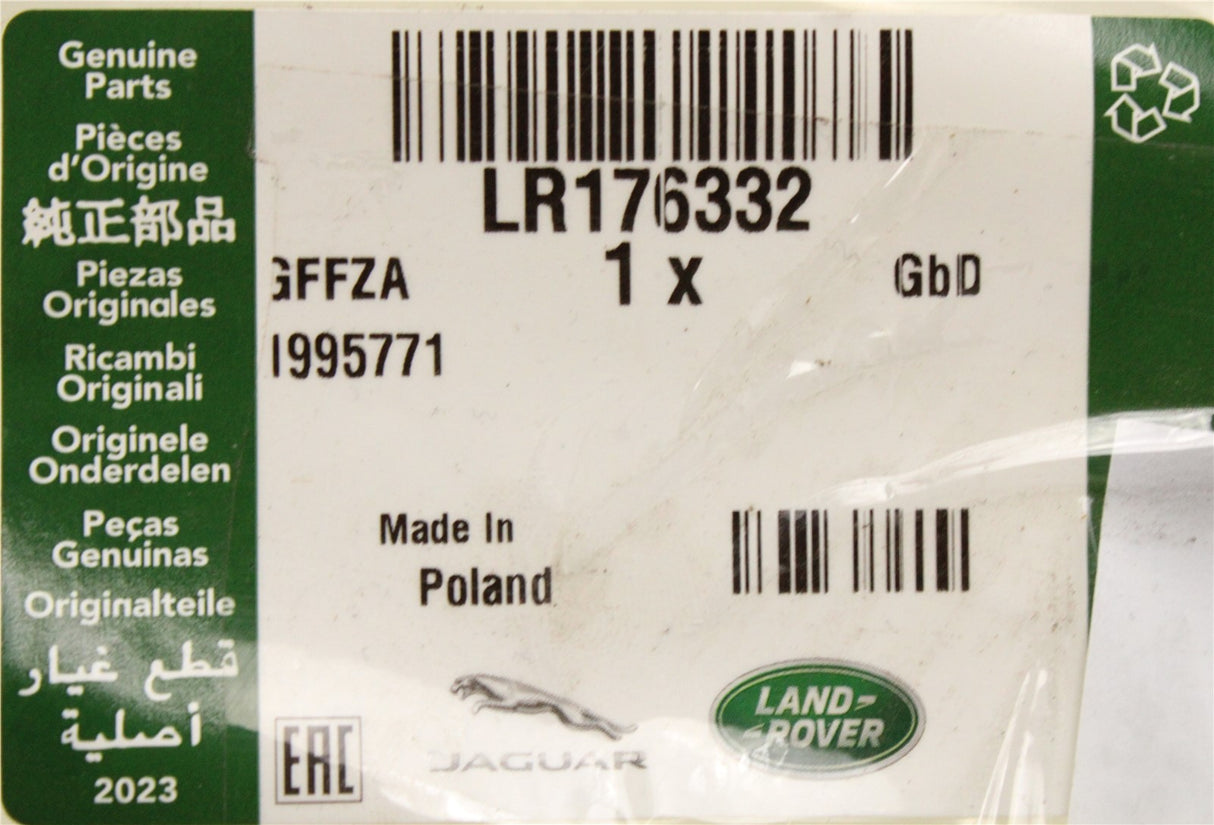 Genuine
Parts
Pièces
d'Origine
純正部品
Piezas
Originales
Ricambi
Originali
Originele
Onderdelen
Peças
Genuinas
Originalteile
قطع غيار
أصلية
2023
LR176332
GFFZA
1 x
GbD
1995771
Made In
Poland
EAC
JAGUAR
LAND-
-ROVER